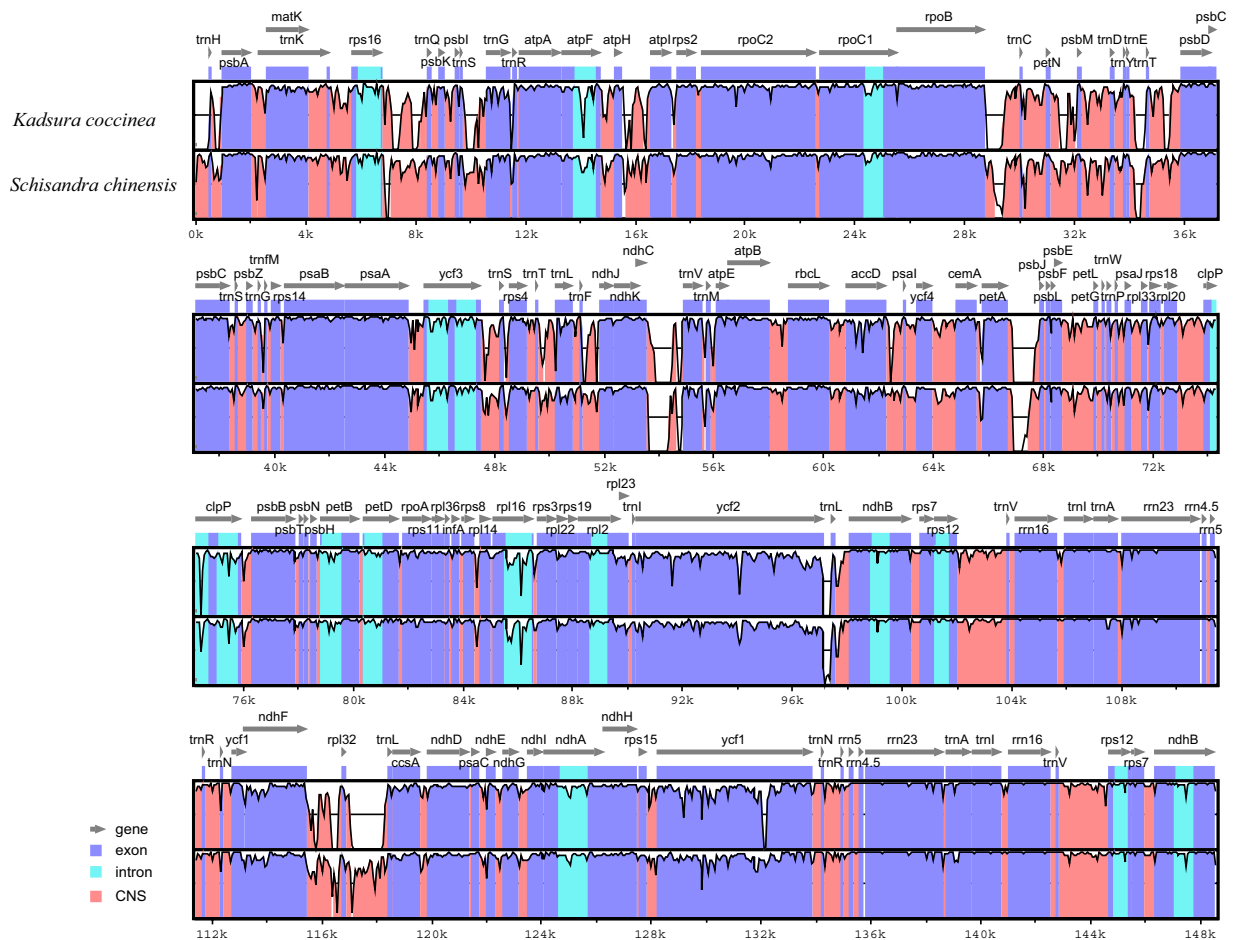 matK psbC
trnH trnK rps16 trnQ psbI trnG atpA atpF atpH atpI rps2 rpoC2 rpoC1 rpoB trnC psbM trnD trnE psbD
psbA psbK trnS trnR petN trnY trnT
Kadsura coccinea
Schisandra chinensis
0k 4k 8k 12k 16k 20k 24k 28k 32k 36k
ndhC atpB psbE
trnfM psbJ trnW
psbC psbZ psaB psaA ycf3 trnS trnT trnL ndhJ trnV atpE rbcL accD psaI cemA psbF petL psaJ rps18 clpP
trnS trnG rps14 rps4 trnF ndhK trnM ycf4 petA psbL petG trnP rpl33 rpl20
40k 44k 48k 52k 56k 60k 64k 68k 72k
rpl23
clpP psbB psbN petB petD rpoA rpl36 rps8 rpl16 rps3 rps19 trnI ycf2 trnL ndhB rps7 trnV trnI trnA rrn23 rrn4.5
psbT psbH rps11 infA rpl14 rpl22 rpl2 rps12 rrn16 rrn5
76k 80k 84k 88k 92k 96k 100k 104k 108k
ndhF ndhH
trnR ycf1 rpl32 trnL ndhD ndhE ndhI ndhA rps15 ycf1 trnN rrn5 rrn23 trnA trnI rrn16 rps12 ndhB
trnN ccsA psaC ndhG trnR rrn4.5 trnV rps7
112k 116k 120k 124k 128k 132k 136k 140k 144k 148k
gene
exon
intron
CNS